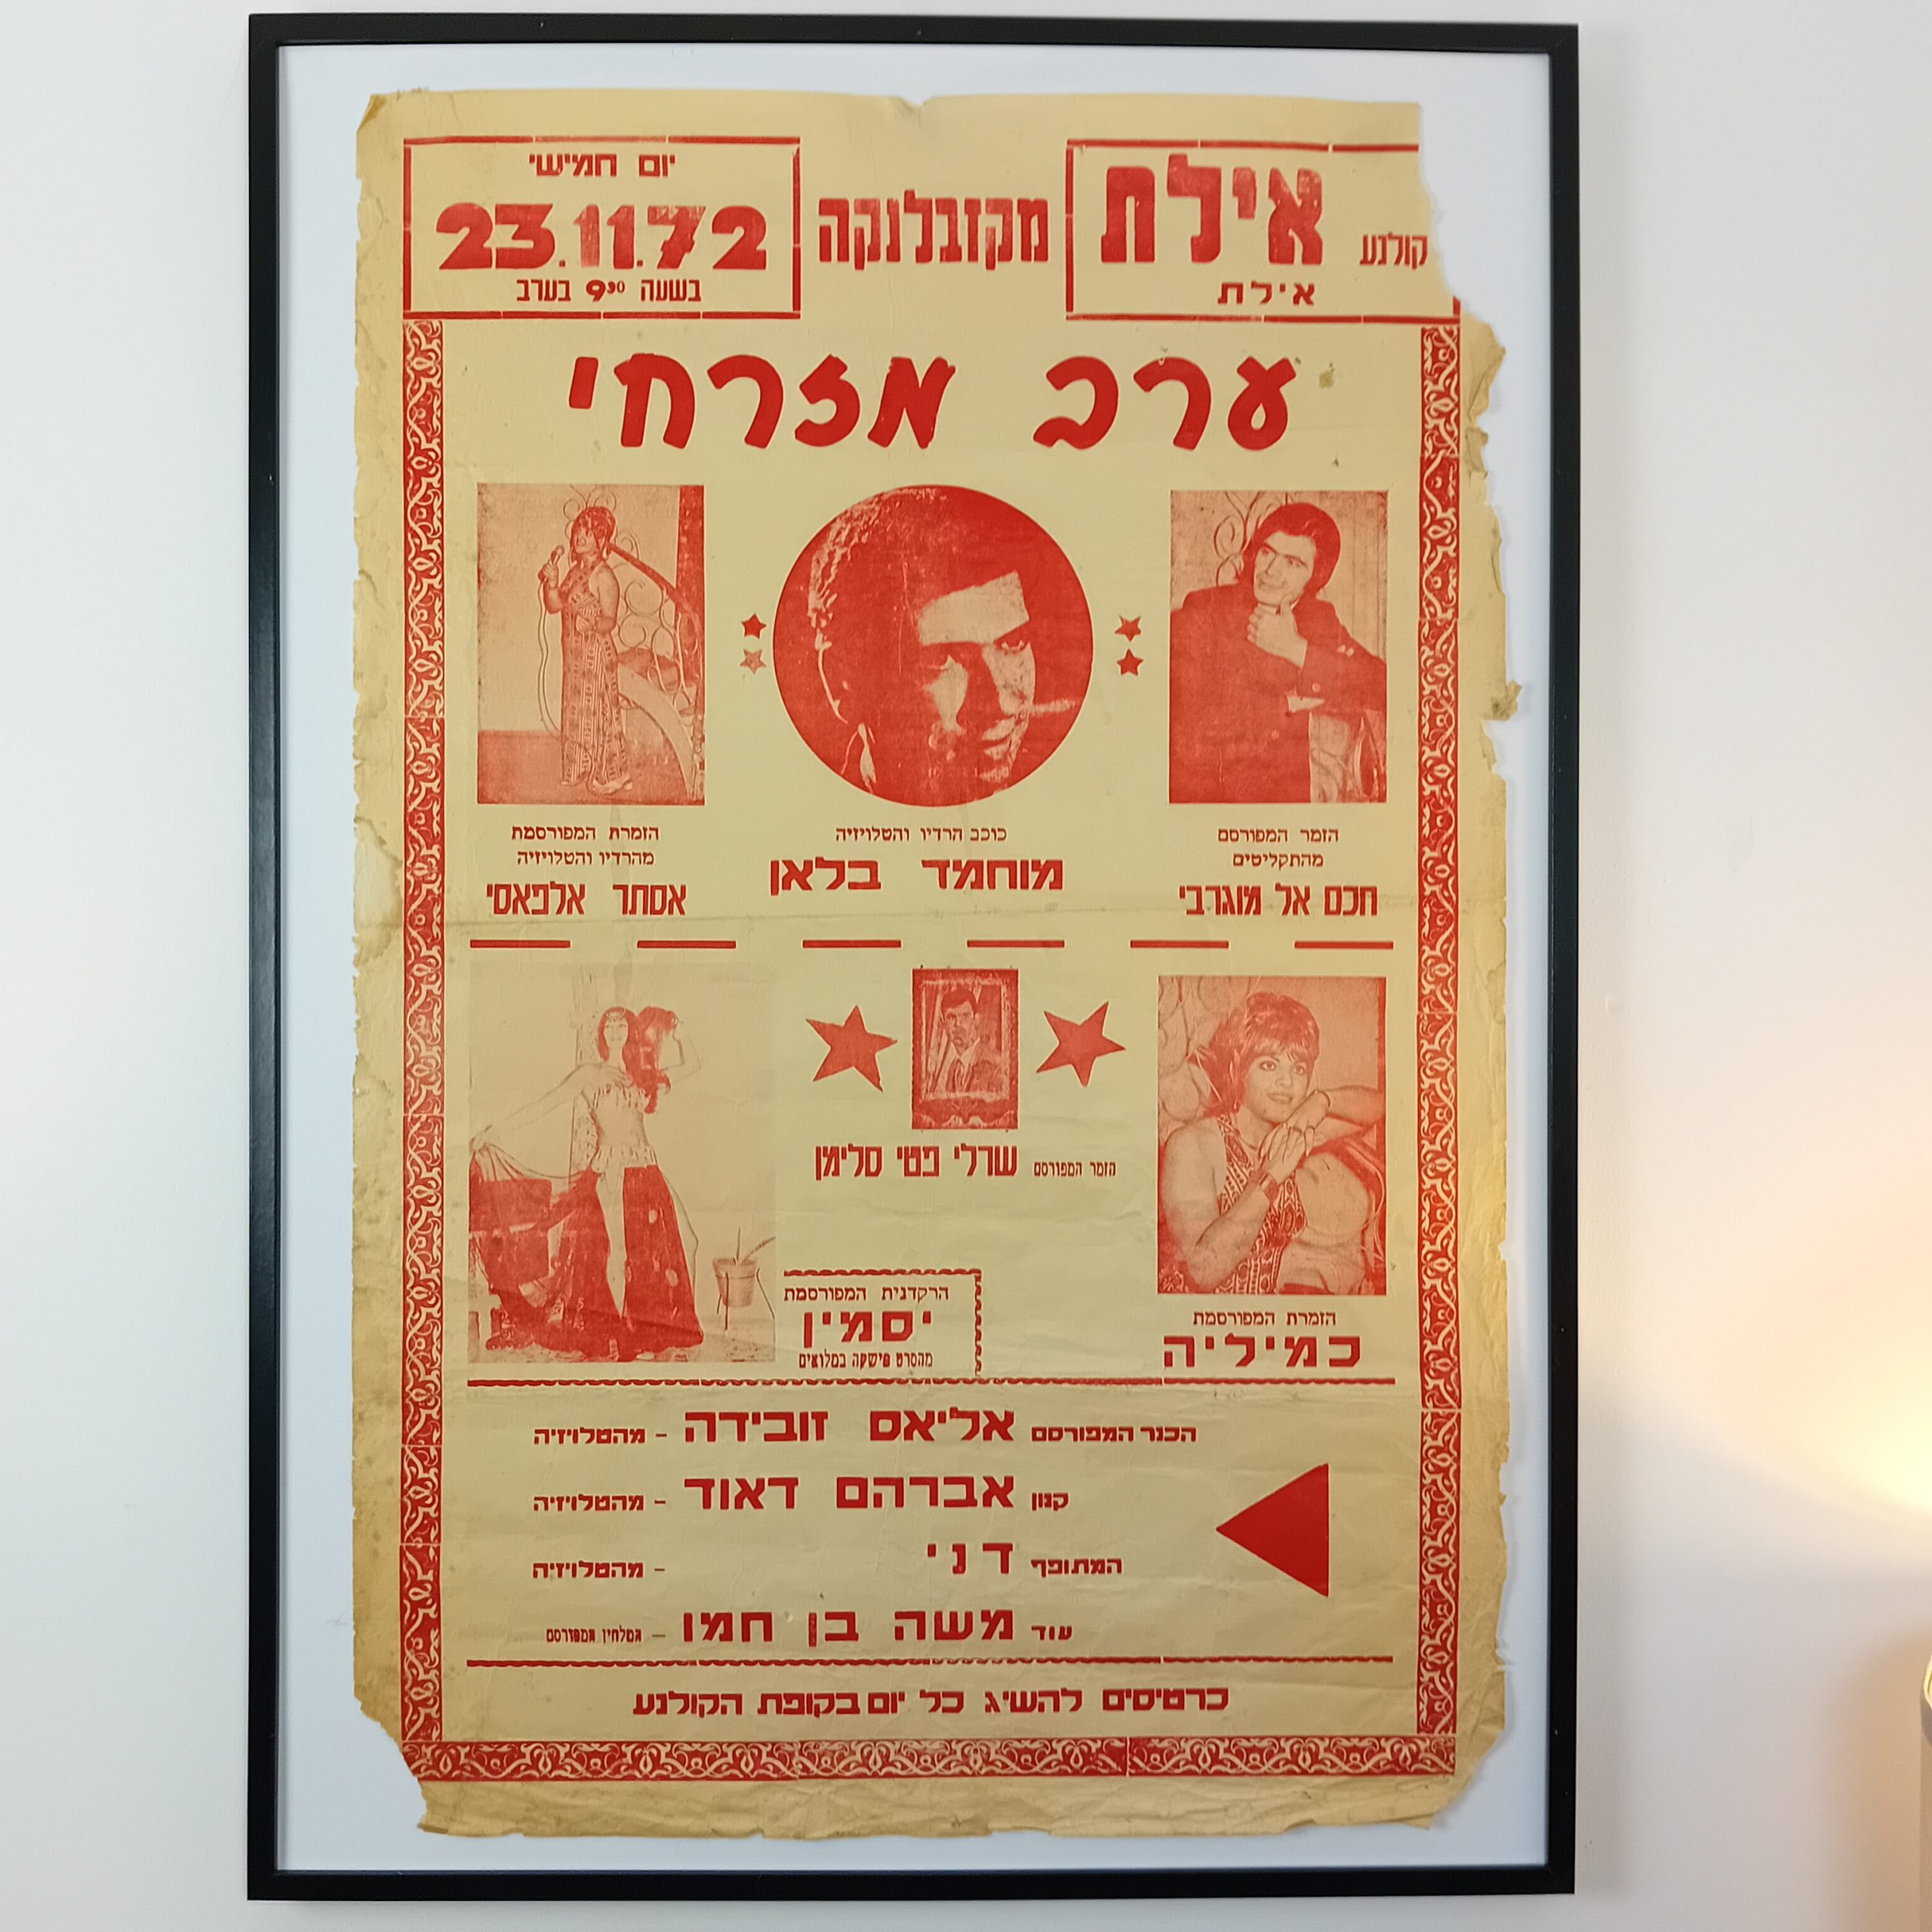 קולנע אילת
אילת
מקזבלנקה
יום חמישי
23.11.72
בשעה 9³⁰ בערב
ערב מזרחי
הזמר המפורסם
מהתקליטים
חכם אל מוגרבי
כוכב הרדיו והטלויזיה
מוחמד בלאן
הזמרת המפורסמת
מהרדיו והטלויזיה
אסתר אלפאסי
הזמרת המפורסמת
כמיליה
הזמר המפורסם שרלי פטי סלימן
הרקדנית המפורסמת
יסמין
מהסרט פישקה במלואים
הכנר המפורסם אליאס זובידה - מהטלויזיה
קנון אברהם דאוד - מהטלויזיה
המתופף דני - מהטלויזיה
עוד משה בן חמו - המלחין המפורסם
כרטיסים להשיג כל יום בקופת הקולנע